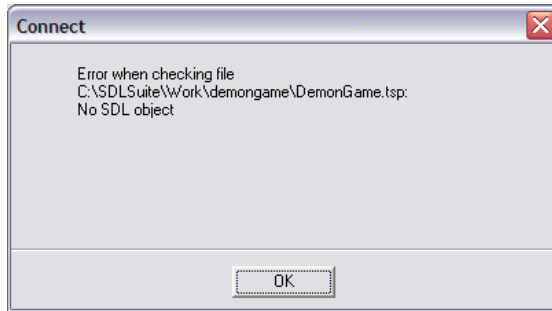 Connect
Error when checking file
C:\SDLSuite\Work\demongame\DemonGame.tsp:
No SDL object
OK